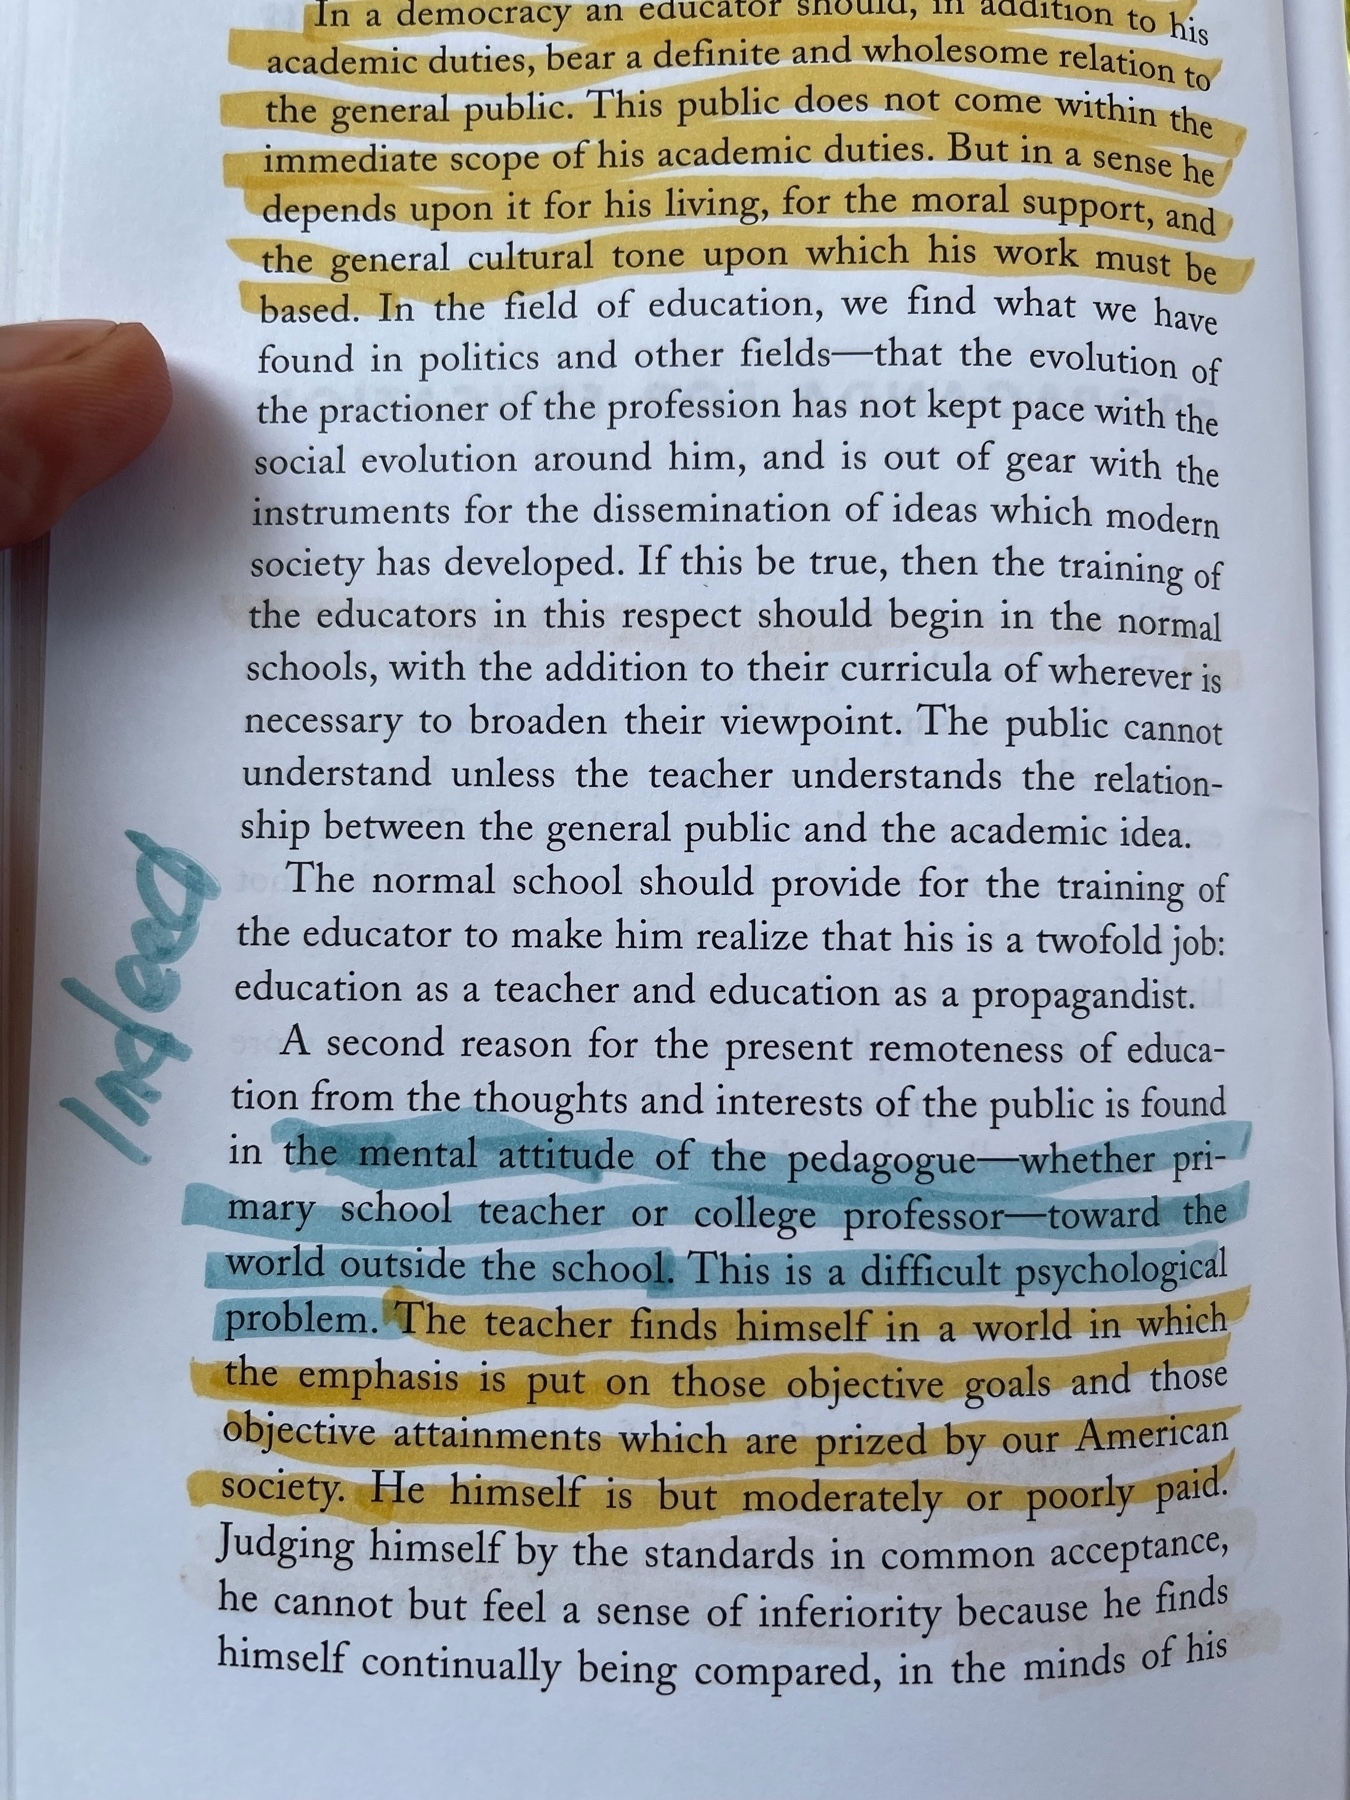 In a democracy an educator should, in addition to his
academic duties, bear a definite and wholesome relation to
the general public. This public does not come within the
immediate scope of his academic duties. But in a sense he
depends upon it for his living, for the moral support, and
the general cultural tone upon which his work must be
based. In the field of education, we find what we have
found in politics and other fields—that the evolution of
the practioner of the profession has not kept pace with the
social evolution around him, and is out of gear with the
instruments for the dissemination of ideas which modern
society has developed. If this be true, then the training of
the educators in this respect should begin in the normal
schools, with the addition to their curricula of wherever is
necessary to broaden their viewpoint. The public cannot
understand unless the teacher understands the relation-
ship between the general public and the academic idea.
The normal school should provide for the training of
the educator to make him realize that his is a twofold job:
education as a teacher and education as a propagandist.
A second reason for the present remoteness of educa-
tion from the thoughts and interests of the public is found
in the mental attitude of the pedagogue—whether pri-
mary school teacher or college professor—toward the
world outside the school. This is a difficult psychological
problem. The teacher finds himself in a world in which
the emphasis is put on those objective goals and those
objective attainments which are prized by our American
society. He himself is but moderately or poorly paid.
Judging himself by the standards in common acceptance,
he cannot but feel a sense of inferiority because he finds
himself continually being compared, in the minds of his
Indeed